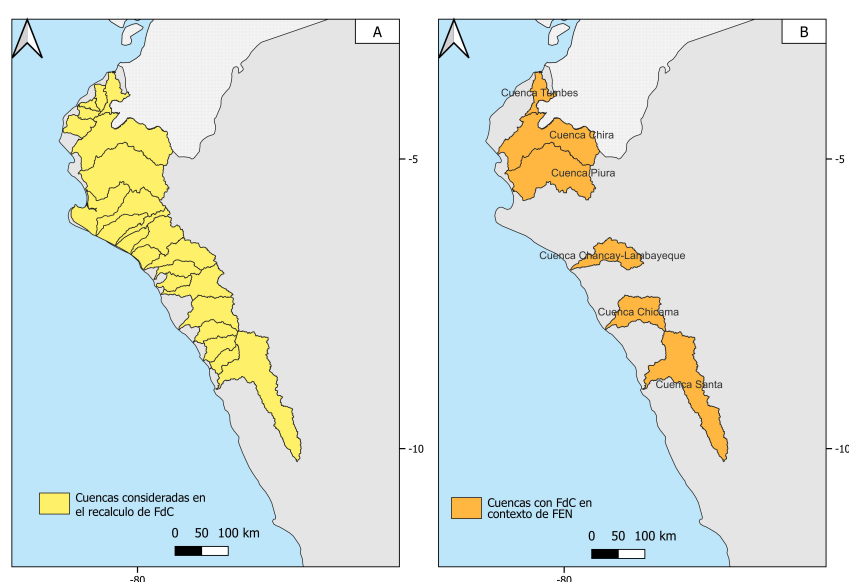 A
-5
-10
-80
Cuencas consideradas en
el recalculo de FdC
0 50 100 km
B
Cuenca Tumbes
Cuenca Chira
Cuenca Piura
Cuenca Chancay-Lambayeque
Cuenca Chicama
Cuenca Santa
-5
-10
-80
Cuencas con FdC en
contexto de FEN
0 50 100 km